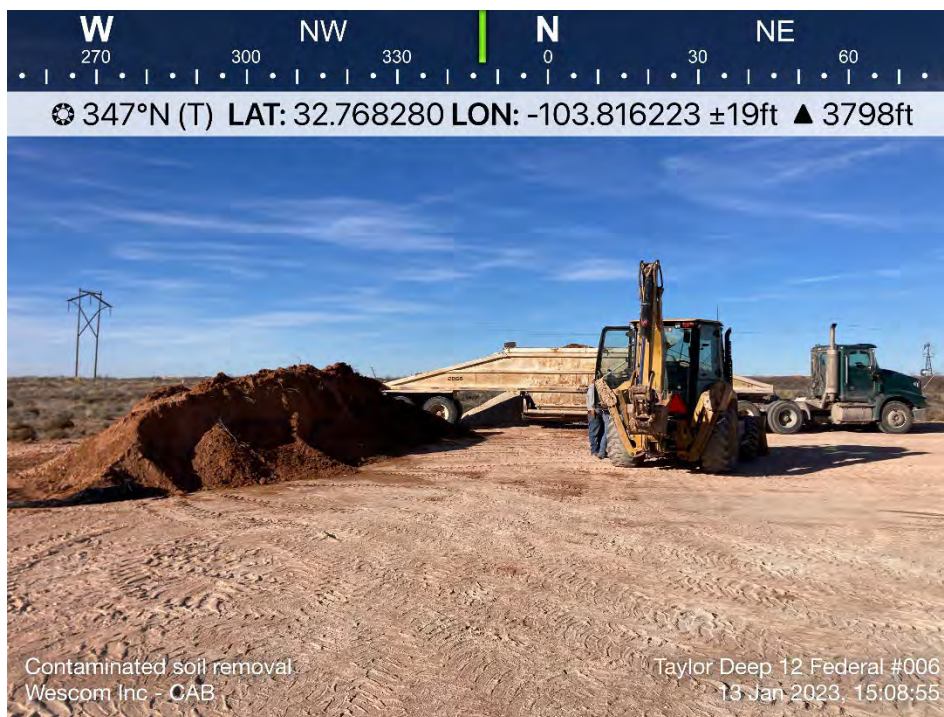 W NW N NE
270 300 330 0 30 60
347°N (T) LAT: 32.768280 LON: -103.816223 ±19ft ▲ 3798ft
Contaminated soil removal
Wescom Inc - CAB
Taylor Deep 12 Federal #006
13 Jan 2023, 15:08:55